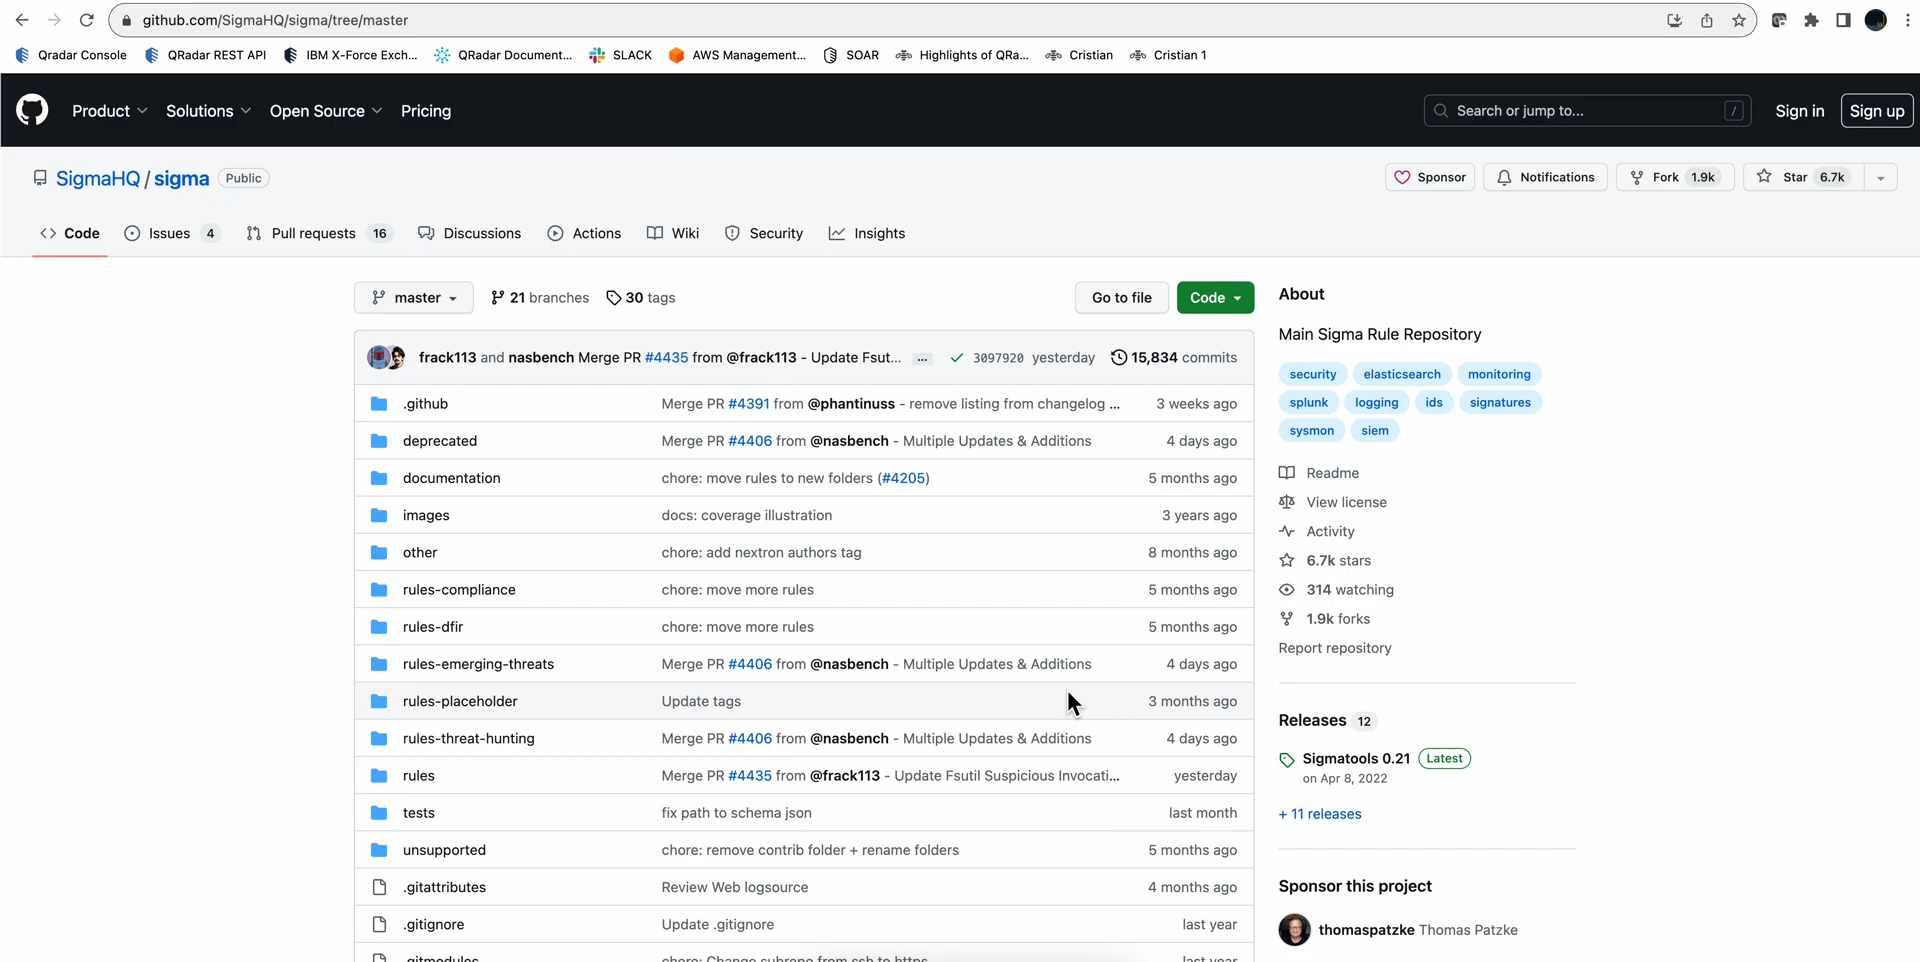 github.com/SigmaHQ/sigma/tree/master
Qradar Console QRadar REST API IBM X-Force Exch... QRadar Document... SLACK AWS Management... SOAR Highlights of QRa... Cristian Cristian 1
Product Solutions Open Source Pricing Search or jump to... / Sign in Sign up
SigmaHQ / sigma Public Sponsor Notifications Fork 1.9k Star 6.7k
<> Code Issues 4 Pull requests 16 Discussions Actions Wiki Security Insights
master 21 branches 30 tags Go to file Code
frack113 and nasbench Merge PR #4435 from @frack113 - Update Fsut... ... 3097920 yesterday 15,834 commits
.github Merge PR #4391 from @phantinuss - remove listing from changelog ... 3 weeks ago
deprecated Merge PR #4406 from @nasbench - Multiple Updates & Additions 4 days ago
documentation chore: move rules to new folders (#4205) 5 months ago
images docs: coverage illustration 3 years ago
other chore: add nextron authors tag 8 months ago
rules-compliance chore: move more rules 5 months ago
rules-dfir chore: move more rules 5 months ago
rules-emerging-threats Merge PR #4406 from @nasbench - Multiple Updates & Additions 4 days ago
rules-placeholder Update tags 3 months ago
rules-threat-hunting Merge PR #4406 from @nasbench - Multiple Updates & Additions 4 days ago
rules Merge PR #4435 from @frack113 - Update Fsutil Suspicious Invocati... yesterday
tests fix path to schema json last month
unsupported chore: remove contrib folder + rename folders 5 months ago
.gitattributes Review Web logsource 4 months ago
.gitignore Update .gitignore last year
.gitmodules chore: Change subrepo from ssh to https last year
About
Main Sigma Rule Repository
security elasticsearch monitoring
splunk logging ids signatures
sysmon siem
Readme
View license
Activity
6.7k stars
314 watching
1.9k forks
Report repository
Releases 12
Sigmatools 0.21 Latest
on Apr 8, 2022
+ 11 releases
Sponsor this project
thomaspatzke Thomas Patzke